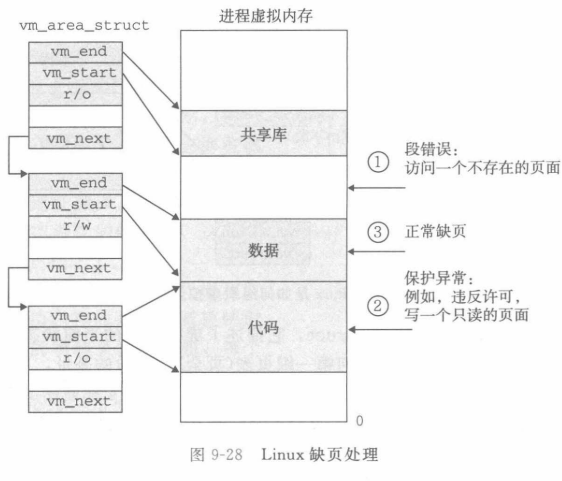 进程虚拟内存
vm_area_struct
vm_end
vm_start
r/o
vm_next
共享库
① 段错误：
访问一个不存在的页面
vm_end
vm_start
r/w
vm_next
数据
③ 正常缺页
保护异常：
② 例如，违反许可，
写一个只读的页面
vm_end
vm_start
r/o
vm_next
代码
0
图 9-28 Linux 缺页处理